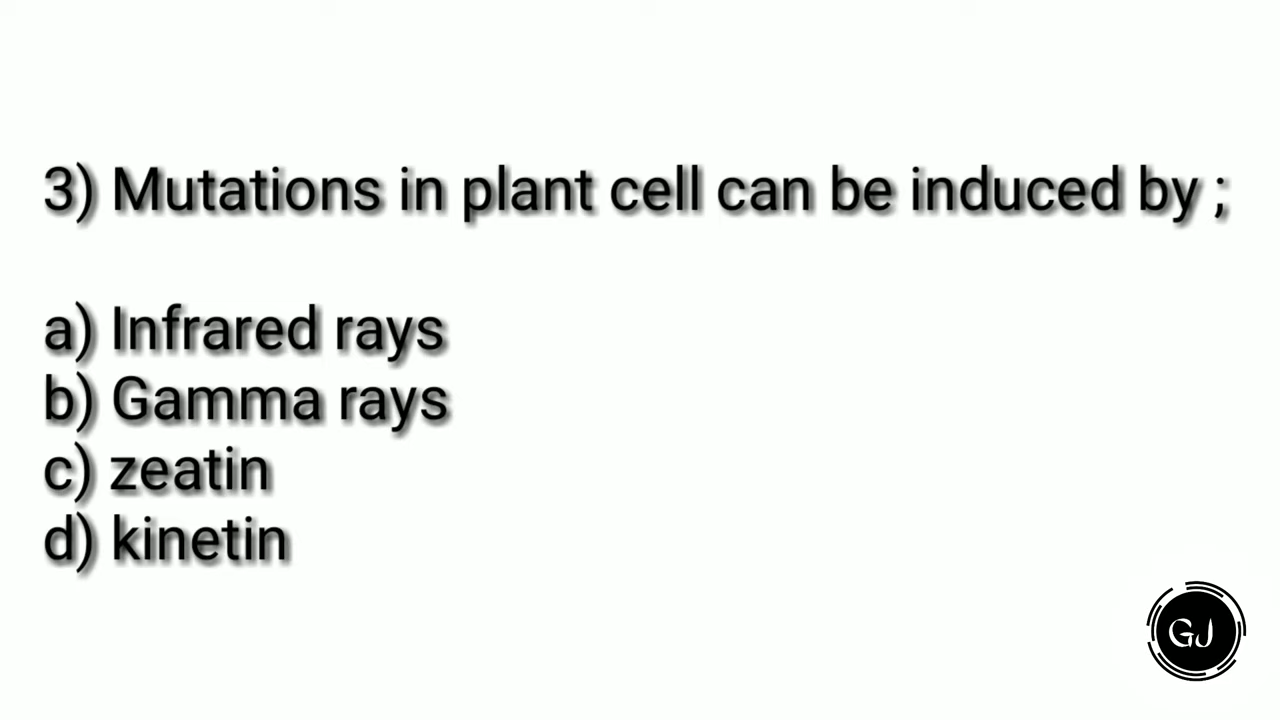 3) Mutations in plant cell can be induced by ;
a) Infrared rays
b) Gamma rays
c) zeatin
d) kinetin
GJ